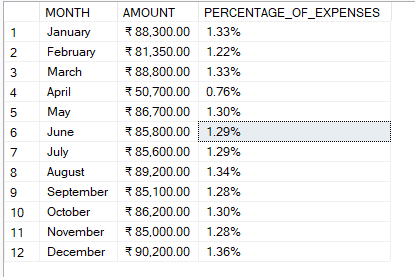 MONTH AMOUNT PERCENTAGE_OF_EXPENSES
1 January ₹ 88,300.00 1.33%
2 February ₹ 81,350.00 1.22%
3 March ₹ 88,800.00 1.33%
4 April ₹ 50,700.00 0.76%
5 May ₹ 86,700.00 1.30%
6 June ₹ 85,800.00 1.29%
7 July ₹ 85,600.00 1.29%
8 August ₹ 89,200.00 1.34%
9 September ₹ 85,100.00 1.28%
10 October ₹ 86,200.00 1.30%
11 November ₹ 85,000.00 1.28%
12 December ₹ 90,200.00 1.36%